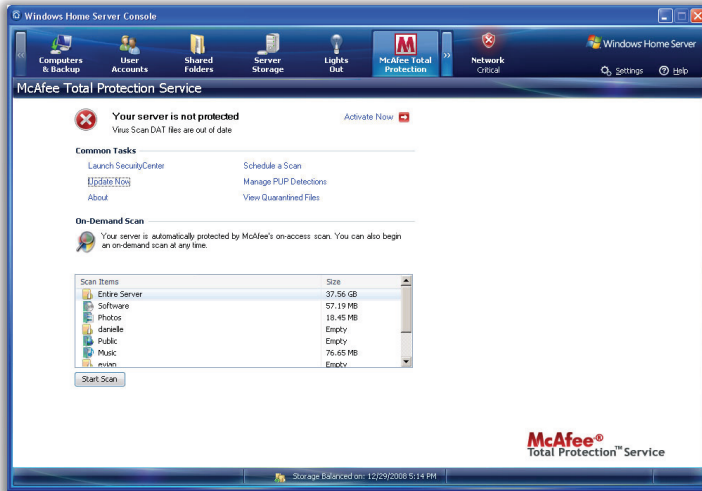 Windows Home Server Console
Computers & Backup
User Accounts
Shared Folders
Server Storage
Lights Out
McAfee Total Protection
Network Critical
Windows Home Server
Settings
Help
McAfee Total Protection Service
Your server is not protected
Activate Now
Virus Scan DAT files are out of date
Common Tasks
Launch SecurityCenter
Schedule a Scan
Update Now
Manage PUP Detections
About
View Quarantined Files
On-Demand Scan
Your server is automatically protected by McAfee's on-access scan. You can also begin
an on-demand scan at any time.
Scan Items Size
Entire Server 37.56 GB
Software 57.19 MB
Photos 18.45 MB
danielle Empty
Public Empty
Music 76.65 MB
evian Empty
Start Scan
McAfee®
Total Protection™ Service
Storage Balanced on: 12/29/2008 5:14 PM